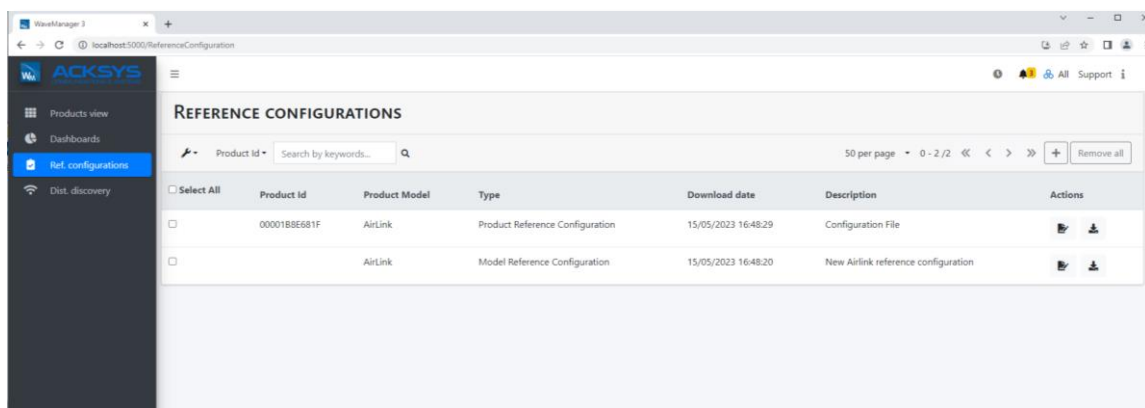 WaveManager 3
localhost:5000/ReferenceConfiguration
ACKSYS
3 All Support
Products view
Dashboards
Ref. configurations
Dist. discovery
REFERENCE CONFIGURATIONS
Product Id Search by keywords... 50 per page 0 - 2 /2 Remove all
Select All Product Id Product Model Type Download date Description Actions
00001B8E681F AirLink Product Reference Configuration 15/05/2023 16:48:29 Configuration File
AirLink Model Reference Configuration 15/05/2023 16:48:20 New Airlink reference configuration